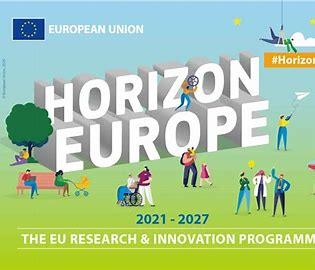 EUROPEAN UNION
#Horizon
HORIZON
EUROPE
2021 - 2027
THE EU RESEARCH & INNOVATION PROGRAMM